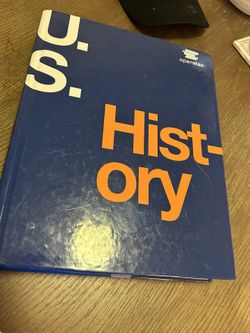 U.
S.
openstax
Hist-
ory